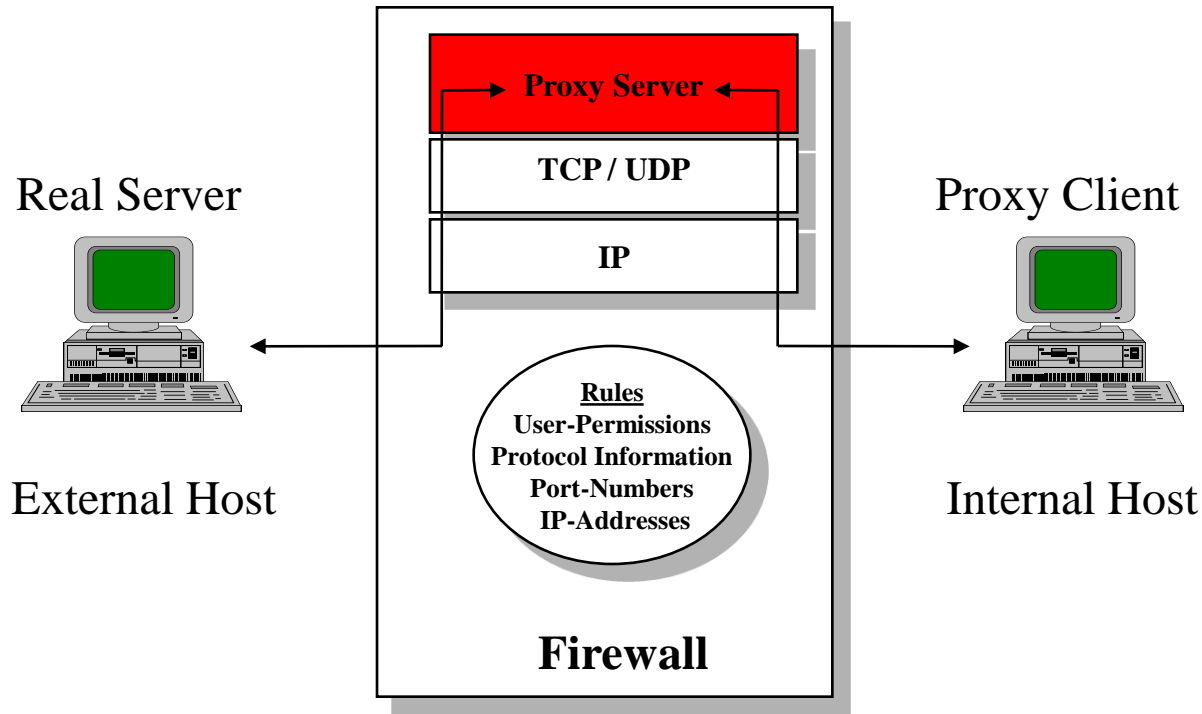 Proxy Server
TCP / UDP
IP
Real Server
Proxy Client
Rules
User-Permissions
Protocol Information
Port-Numbers
IP-Addresses
External Host
Internal Host
Firewall